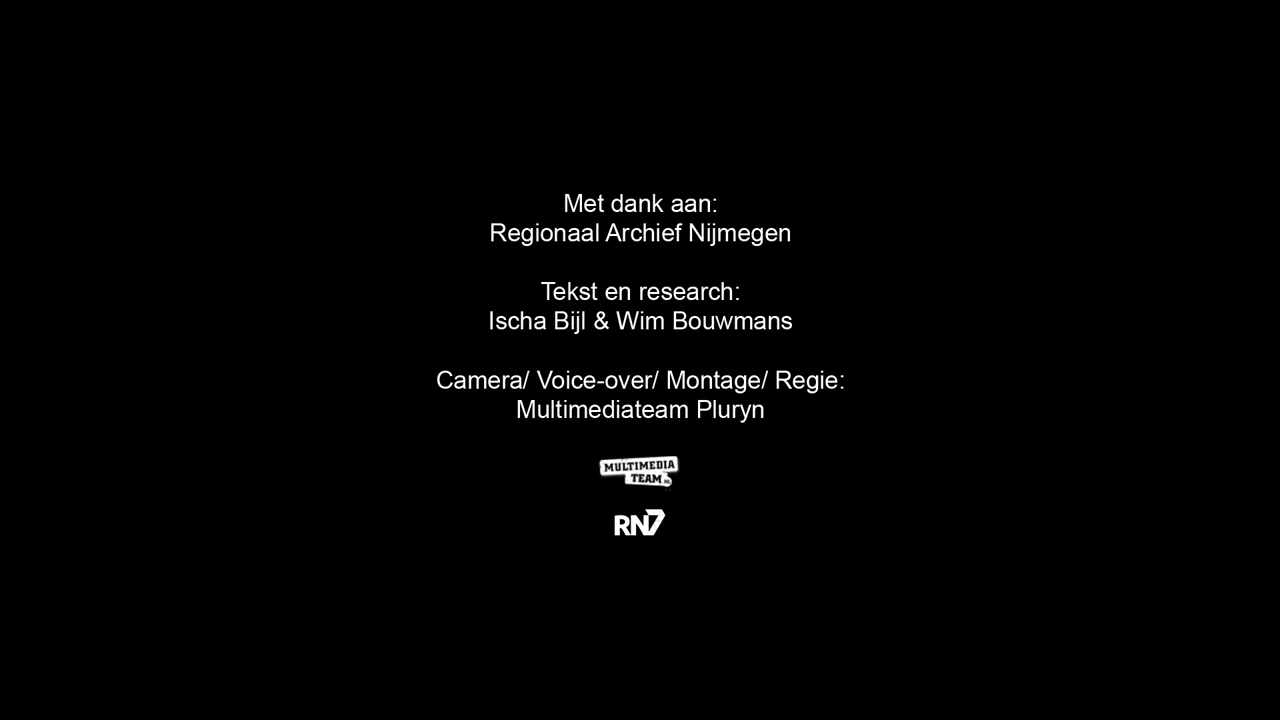 Met dank aan:
Regionaal Archief Nijmegen
Tekst en research:
Ischa Bijl & Wim Bouwmans
Camera/ Voice-over/ Montage/ Regie:
Multimediateam Pluryn
MULTIMEDIA
TEAM.NL
RN7